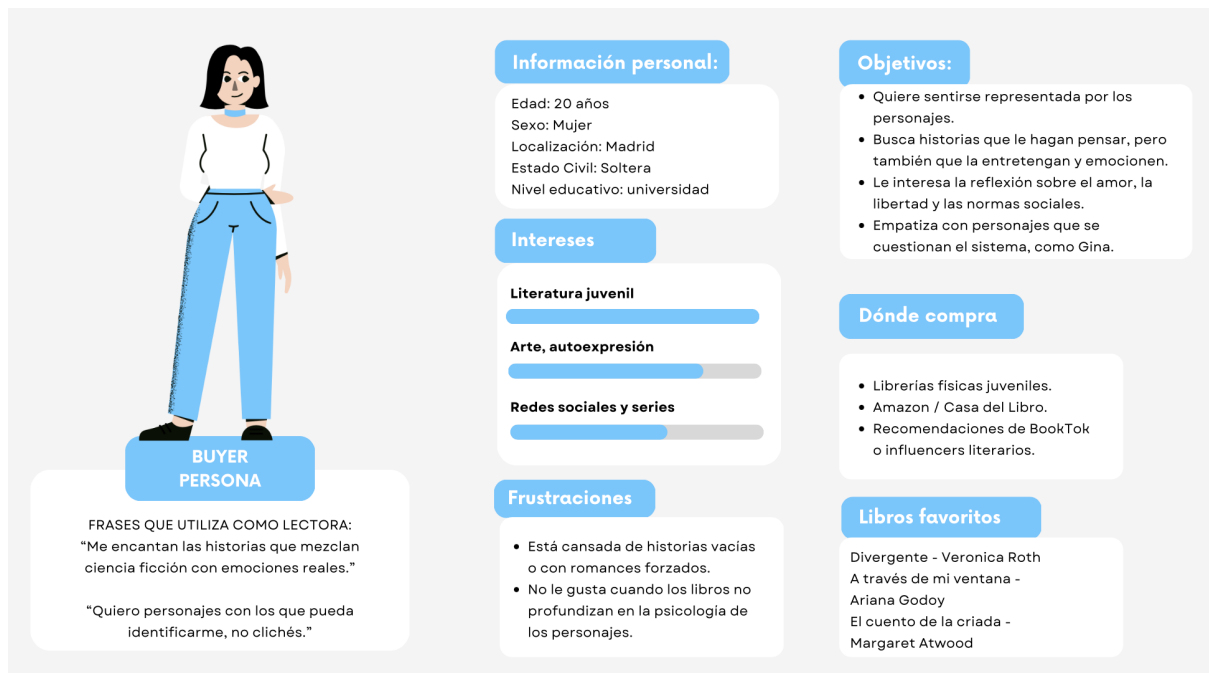 BUYER
PERSONA
FRASES QUE UTILIZA COMO LECTORA:
“Me encantan las historias que mezclan
ciencia ficción con emociones reales.”
“Quiero personajes con los que pueda
identificarme, no clichés.”
Información personal:
Edad: 20 años
Sexo: Mujer
Localización: Madrid
Estado Civil: Soltera
Nivel educativo: universidad
Intereses
Literatura juvenil
Arte, autoexpresión
Redes sociales y series
Frustraciones
• Está cansada de historias vacías
o con romances forzados.
• No le gusta cuando los libros no
profundizan en la psicología de
los personajes.
Objetivos:
• Quiere sentirse representada por los
personajes.
• Busca historias que le hagan pensar, pero
también que la entretengan y emocionen.
• Le interesa la reflexión sobre el amor, la
libertad y las normas sociales.
• Empatiza con personajes que se
cuestionan el sistema, como Gina.
Dónde compra
• Librerías físicas juveniles.
• Amazon / Casa del Libro.
• Recomendaciones de BookTok
o influencers literarios.
Libros favoritos
Divergente - Veronica Roth
A través de mi ventana -
Ariana Godoy
El cuento de la criada -
Margaret Atwood